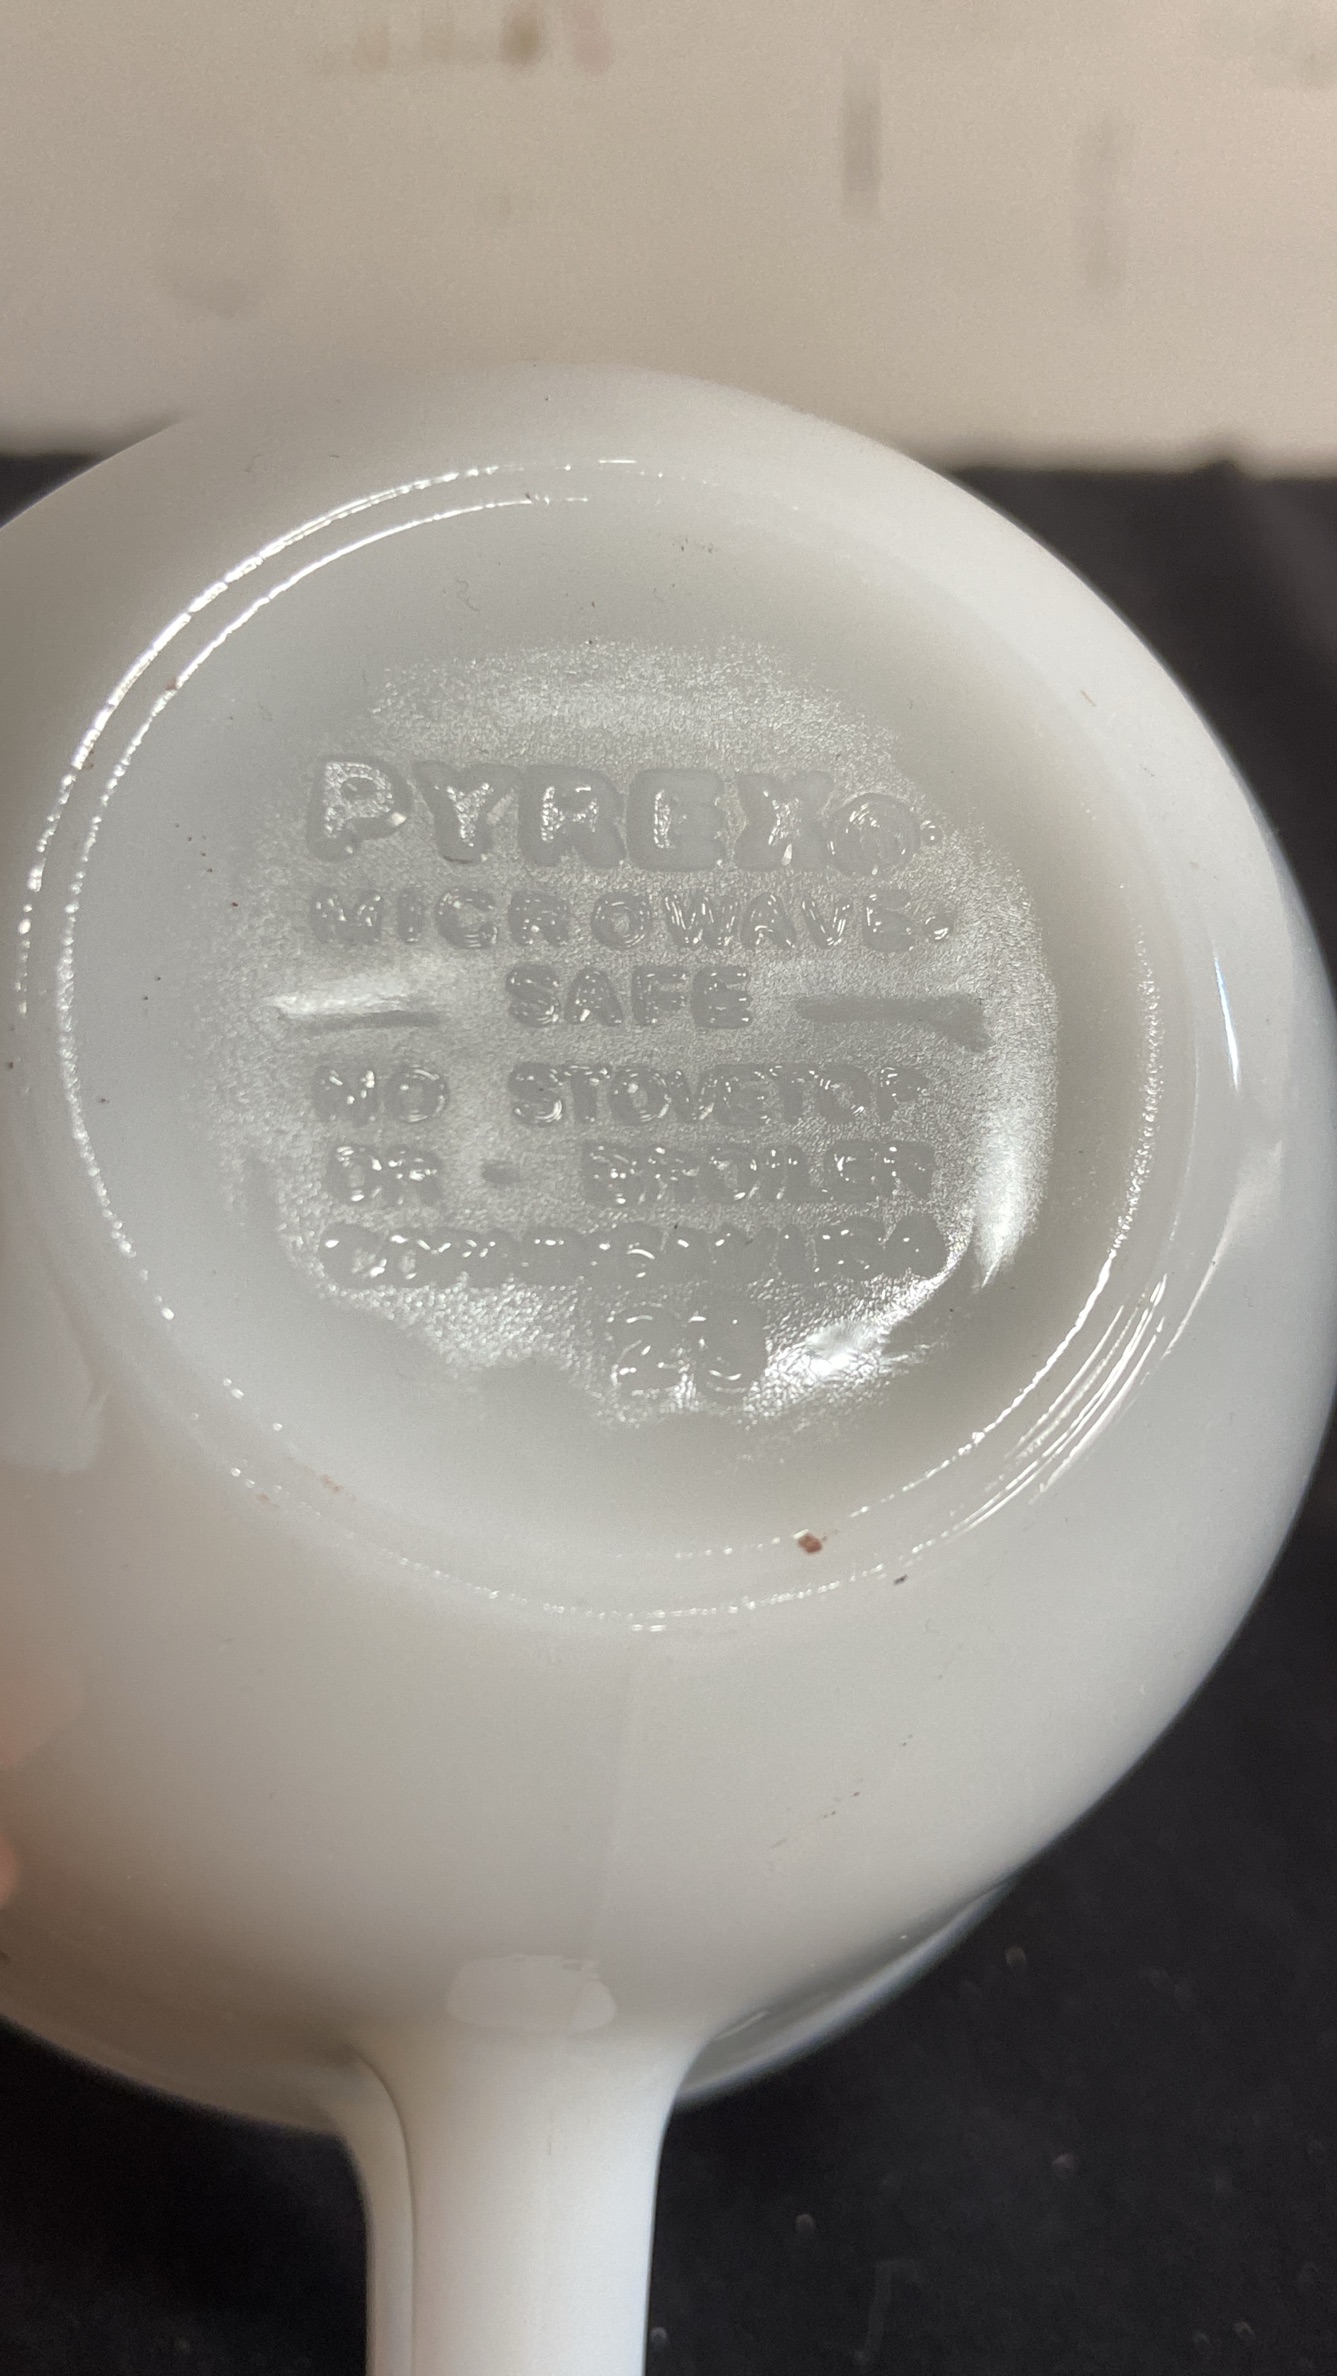 PYREX®
MICROWAVE
SAFE
NO STOVETOP
OR BROILER